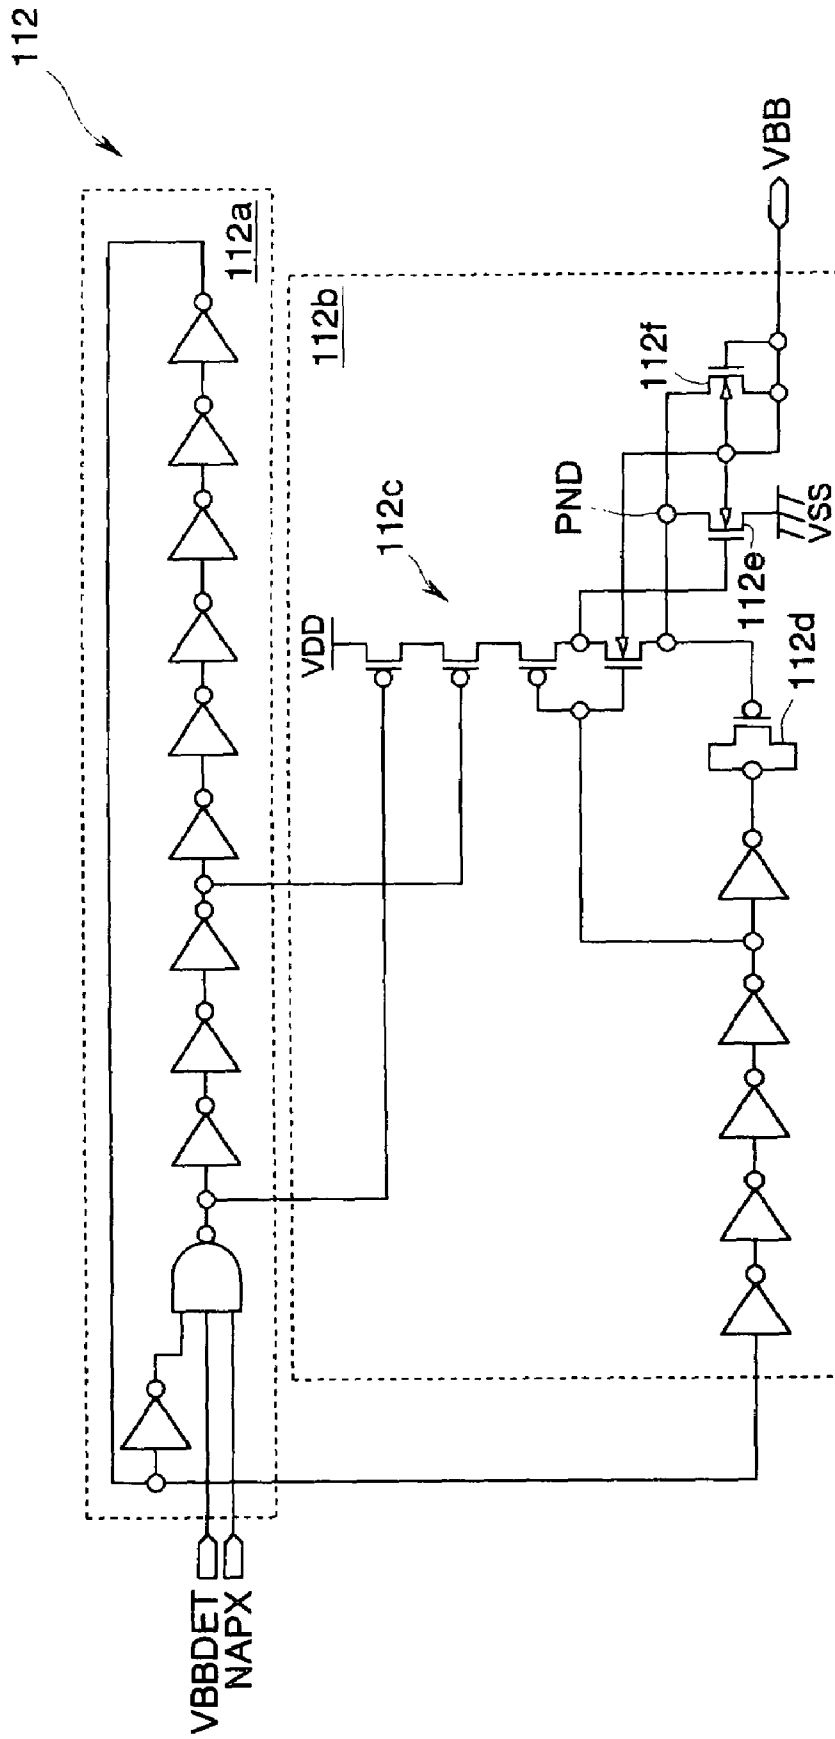 112
112a
112b
VBBDET
NAPX
VDD
112c
PND
112f
VBB
112e
VSS
112d